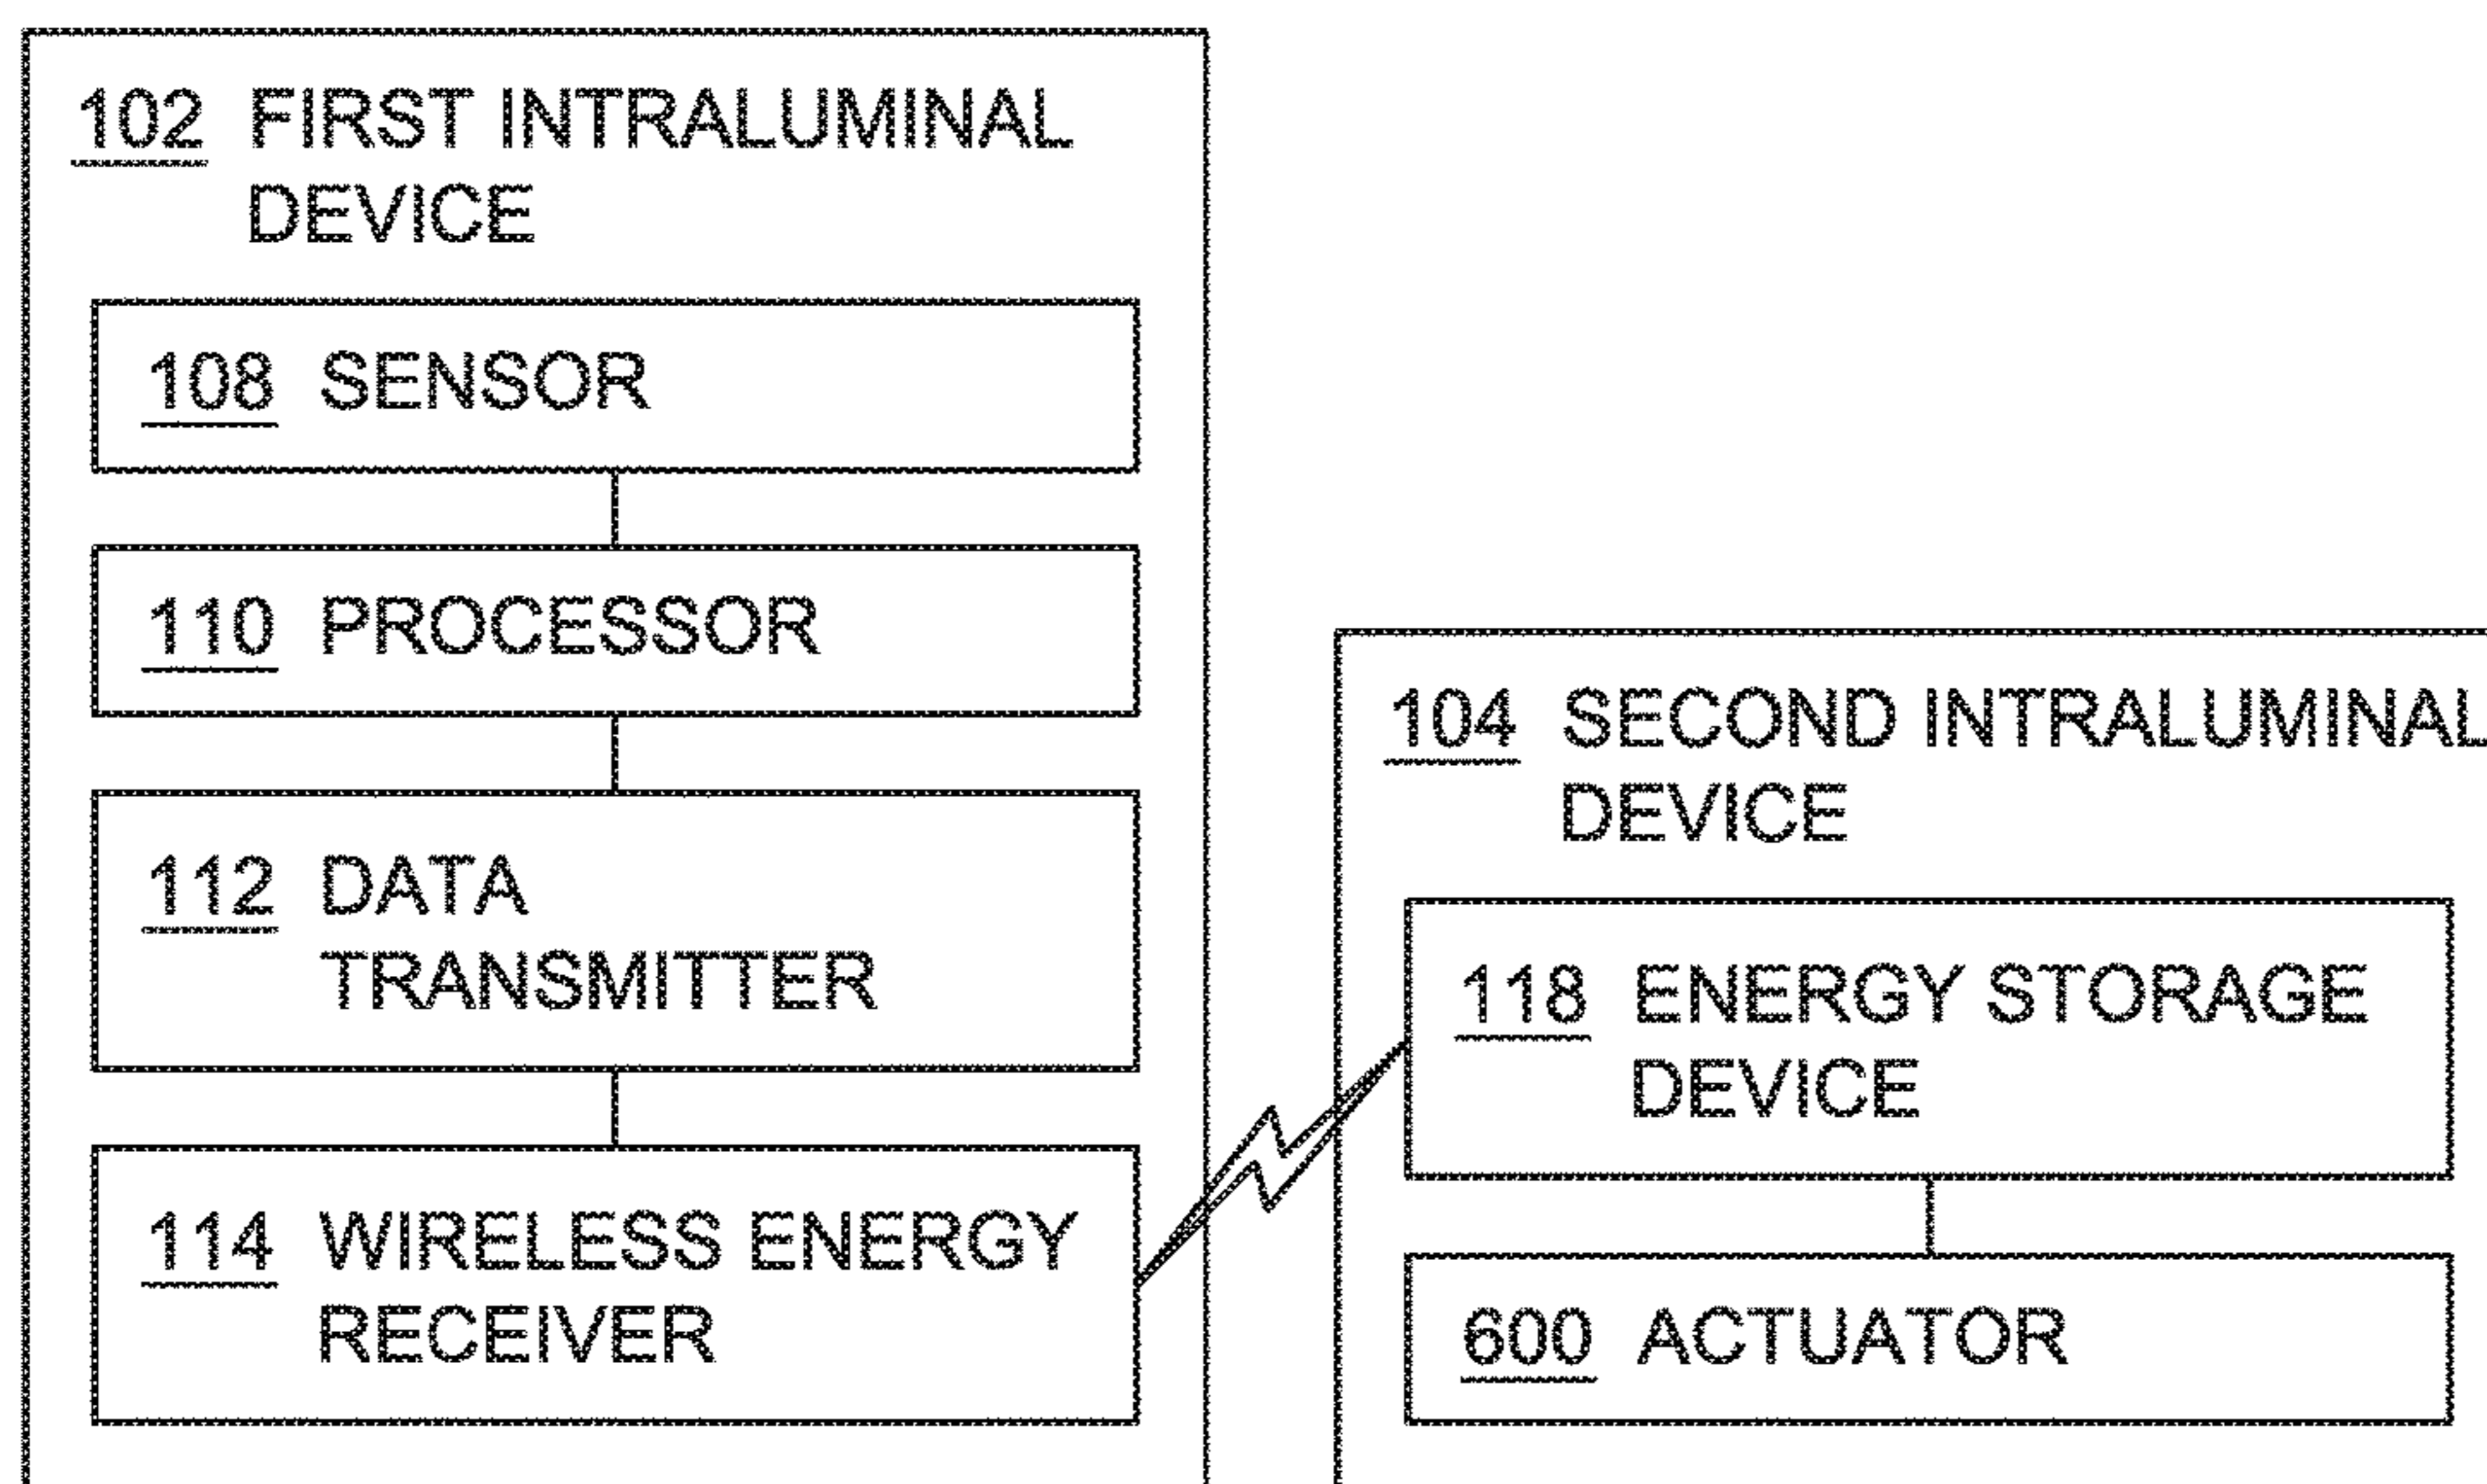 102 FIRST INTRALUMINAL
DEVICE
108 SENSOR
110 PROCESSOR
112 DATA
TRANSMITTER
114 WIRELESS ENERGY
RECEIVER
104 SECOND INTRALUMINAL
DEVICE
118 ENERGY STORAGE
DEVICE
600 ACTUATOR